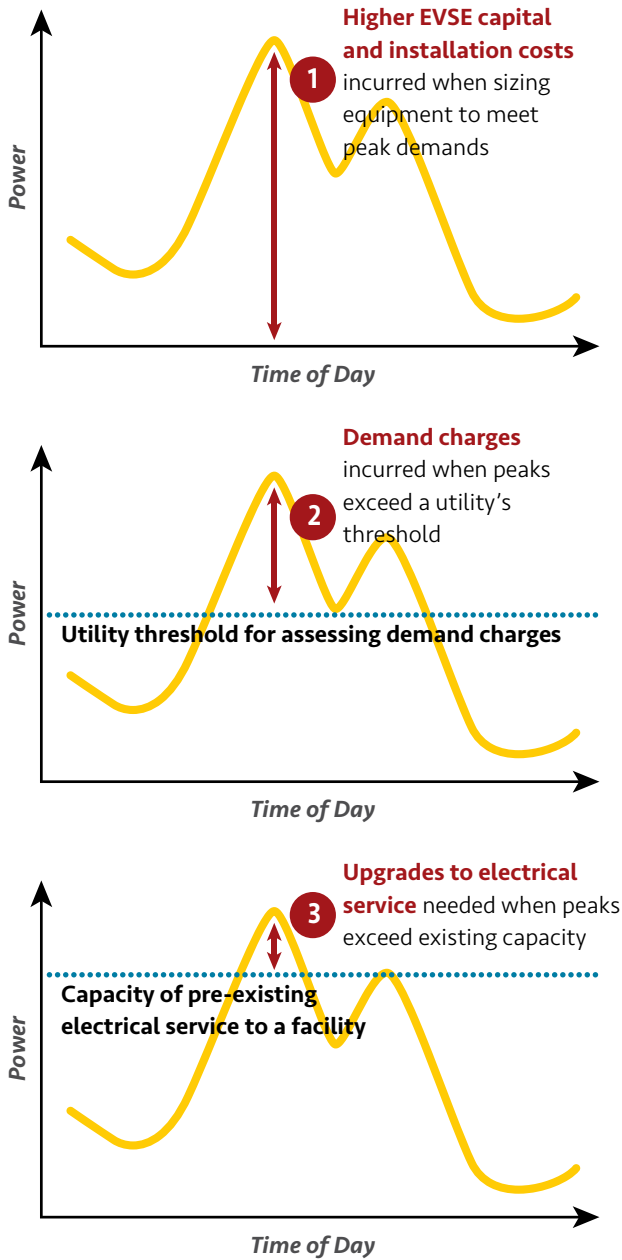 Higher EVSE capital
and installation costs
incurred when sizing
equipment to meet
peak demands
1
Power
Time of Day
Demand charges
incurred when peaks
exceed a utility’s
threshold
2
Utility threshold for assessing demand charges
Power
Time of Day
Upgrades to electrical
service needed when peaks
exceed existing capacity
3
Capacity of pre-existing
electrical service to a facility
Power
Time of Day